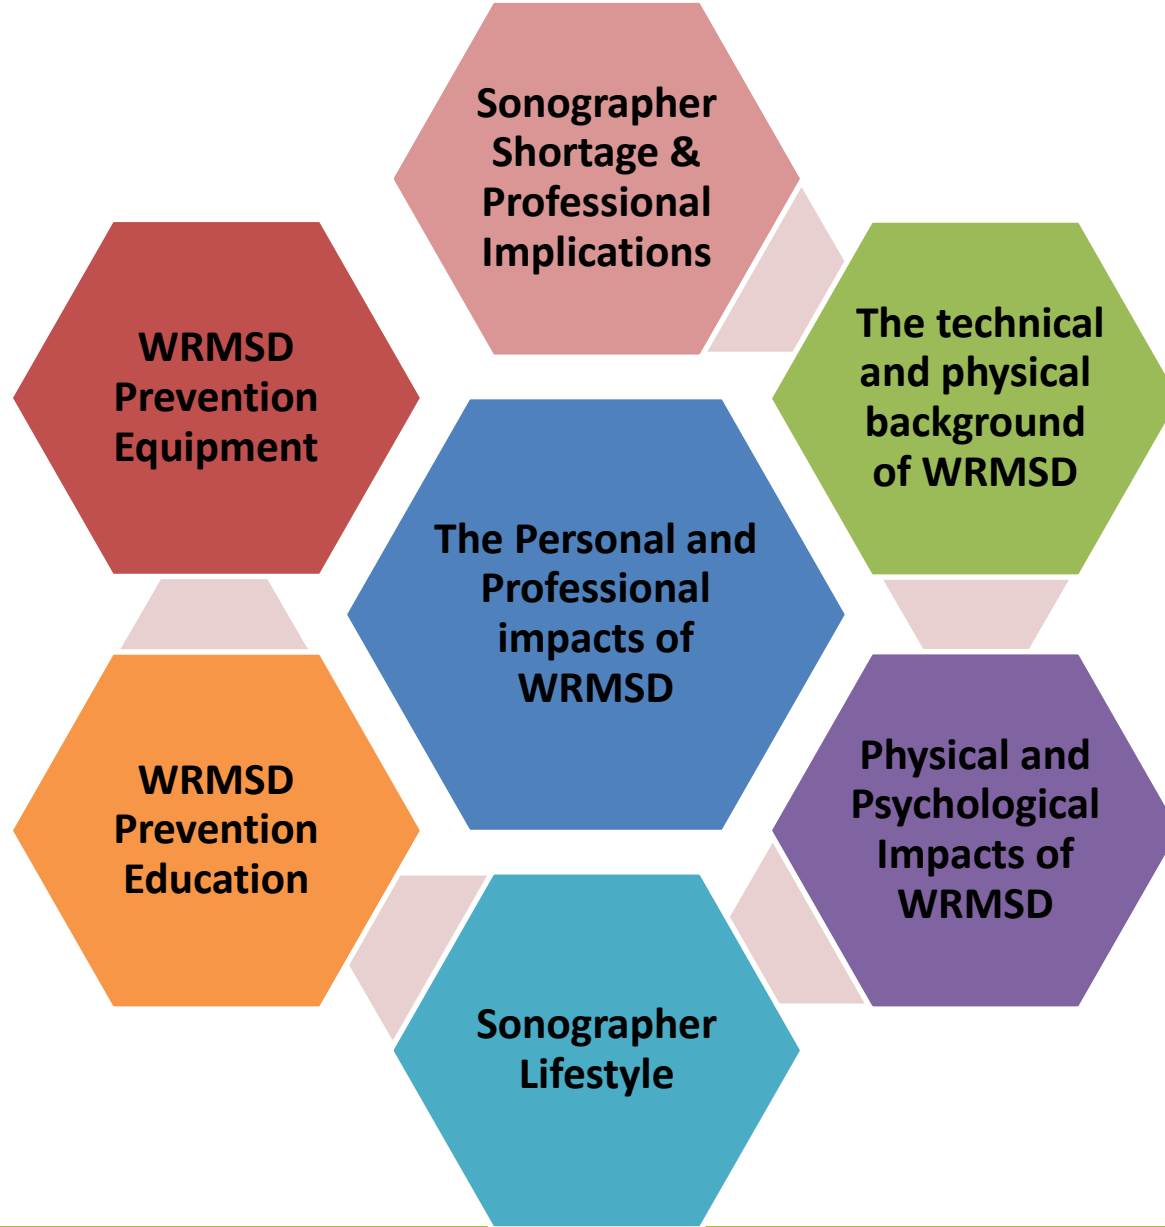 Sonographer
Shortage &
Professional
Implications
The technical
and physical
background
of WRMSD
Physical and
Psychological
Impacts of
WRMSD
Sonographer
Lifestyle
WRMSD
Prevention
Education
WRMSD
Prevention
Equipment
The Personal and
Professional
impacts of
WRMSD